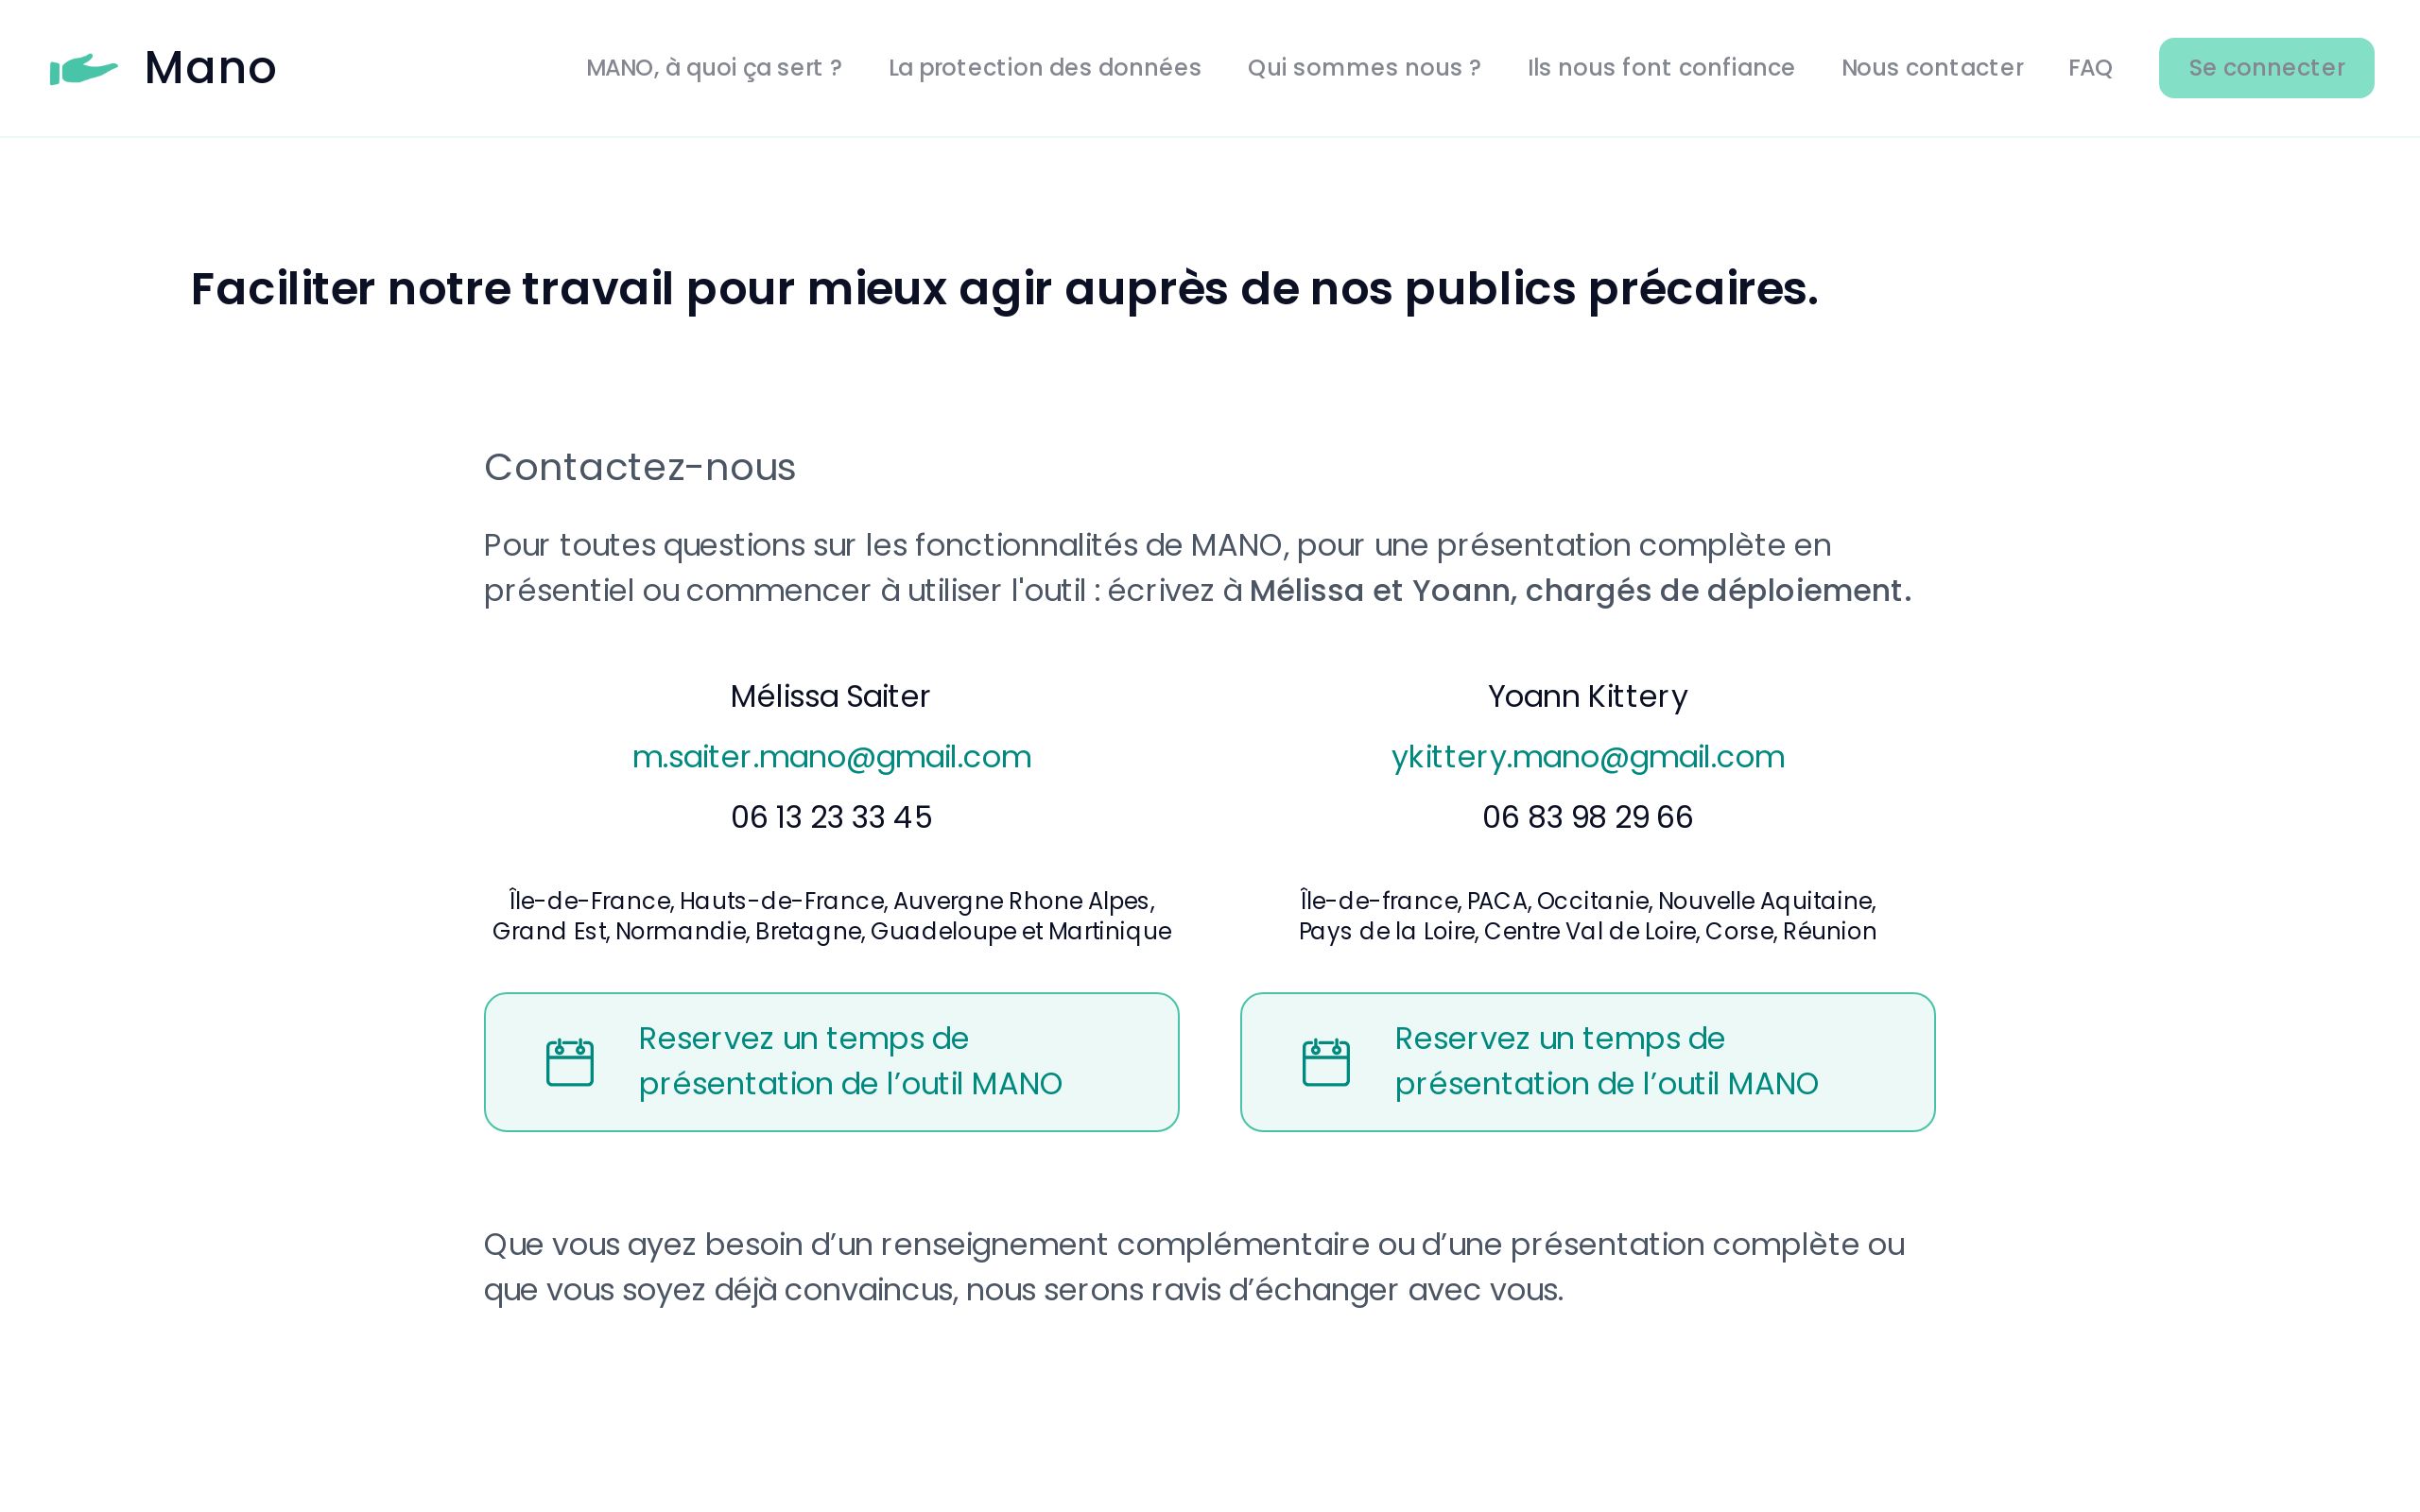 Mano
MANO, à quoi ça sert ?
La protection des données
Qui sommes nous ?
Ils nous font confiance
Nous contacter
FAQ
Se connecter
Faciliter notre travail pour mieux agir auprès de nos publics précaires.
Contactez-nous
Pour toutes questions sur les fonctionnalités de MANO, pour une présentation complète en
présentiel ou commencer à utiliser l'outil : écrivez à Mélissa et Yoann, chargés de déploiement.
Mélissa Saiter
m.saiter.mano@gmail.com
06 13 23 33 45
Île-de-France, Hauts-de-France, Auvergne Rhone Alpes,
Grand Est, Normandie, Bretagne, Guadeloupe et Martinique
Reservez un temps de
présentation de l’outil MANO
Yoann Kittery
ykittery.mano@gmail.com
06 83 98 29 66
Île-de-france, PACA, Occitanie, Nouvelle Aquitaine,
Pays de la Loire, Centre Val de Loire, Corse, Réunion
Reservez un temps de
présentation de l’outil MANO
Que vous ayez besoin d’un renseignement complémentaire ou d’une présentation complète ou
que vous soyez déjà convaincus, nous serons ravis d’échanger avec vous.